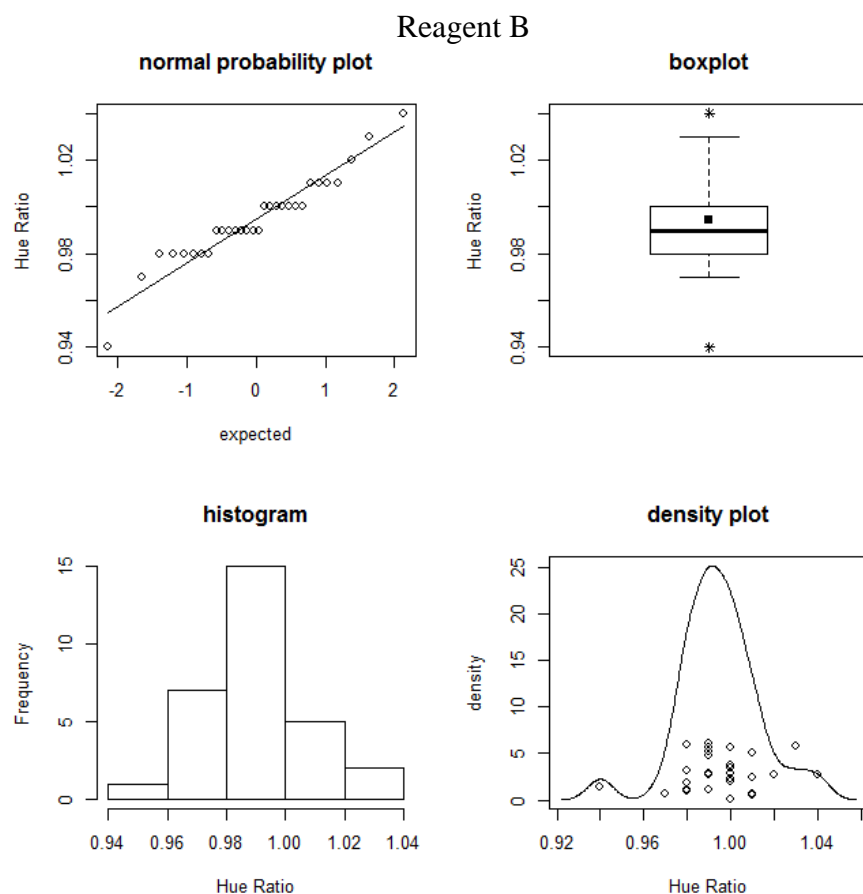 Reagent B
normal probability plot
Hue Ratio
0.94 0.98 1.02
-2 -1 0 1 2
expected
boxplot
Hue Ratio
0.94 0.98 1.02
histogram
Frequency
0 5 10 15
0.94 0.96 0.98 1.00 1.02 1.04
Hue Ratio
density plot
density
0 5 10 15 20 25
0.92 0.96 1.00 1.04
Hue Ratio